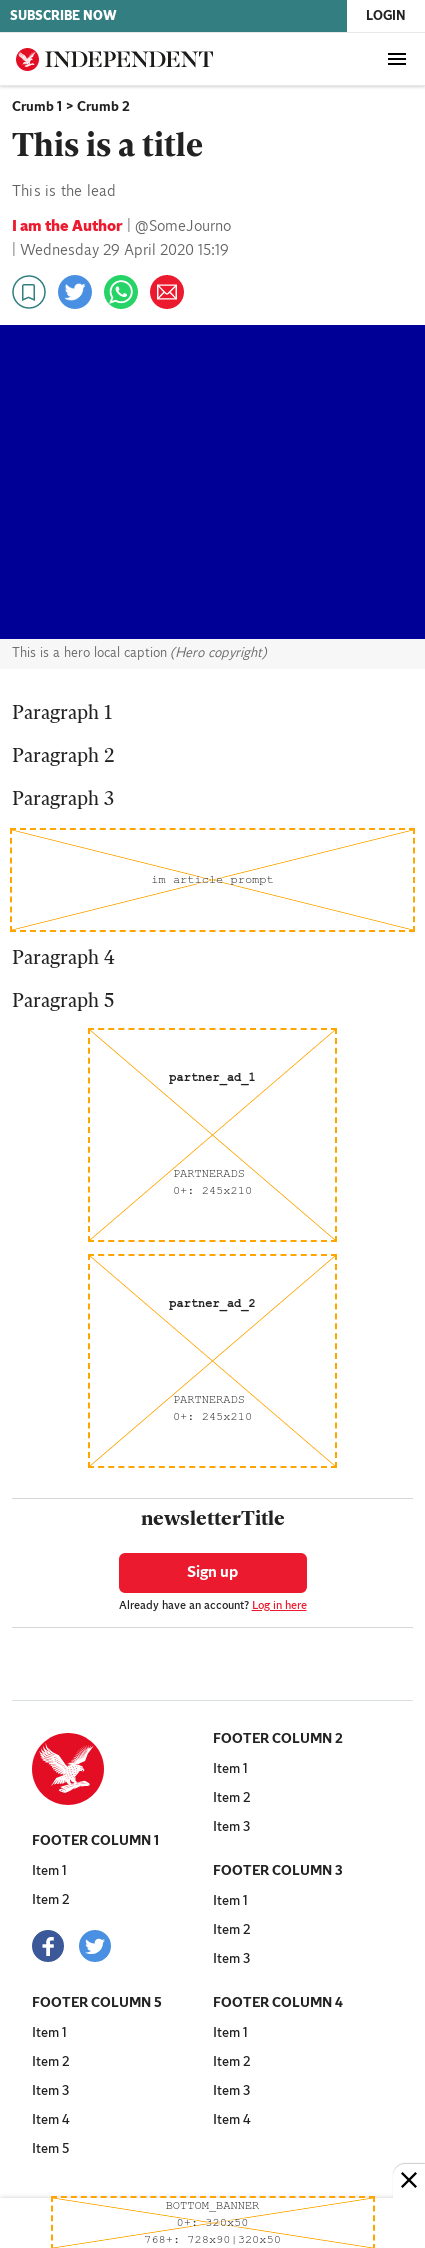 SUBSCRIBE NOW
LOGIN
INDEPENDENT
Crumb 1 > Crumb 2
This is a title
This is the lead
I am the Author | @SomeJourno
| Wednesday 29 April 2020 15:19
This is a hero local caption (Hero copyright)
Paragraph 1
Paragraph 2
Paragraph 3
im article prompt
Paragraph 4
Paragraph 5
partner_ad_1
PARTNERADS
0+: 245x210
partner_ad_2
PARTNERADS
0+: 245x210
newsletterTitle
Sign up
Already have an account? Log in here
FOOTER COLUMN 1
Item 1
Item 2
FOOTER COLUMN 2
Item 1
Item 2
Item 3
FOOTER COLUMN 3
Item 1
Item 2
Item 3
FOOTER COLUMN 5
Item 1
Item 2
Item 3
Item 4
Item 5
FOOTER COLUMN 4
Item 1
Item 2
Item 3
Item 4
BOTTOM_BANNER
0+: 320x50
768+: 728x90|320x50